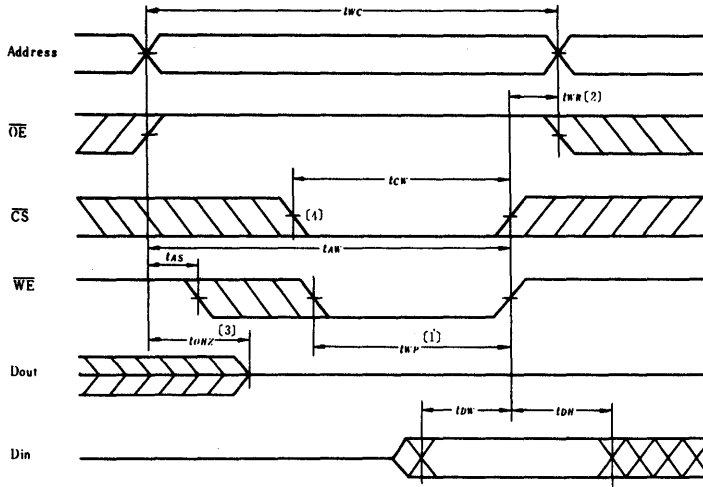 tWC
Address
tWR(2)
OE
tCW
CS
(4)
tAW
tAS
WE
(3)
tOHZ
(1)
tWP
Dout
tDW
tDH
Din